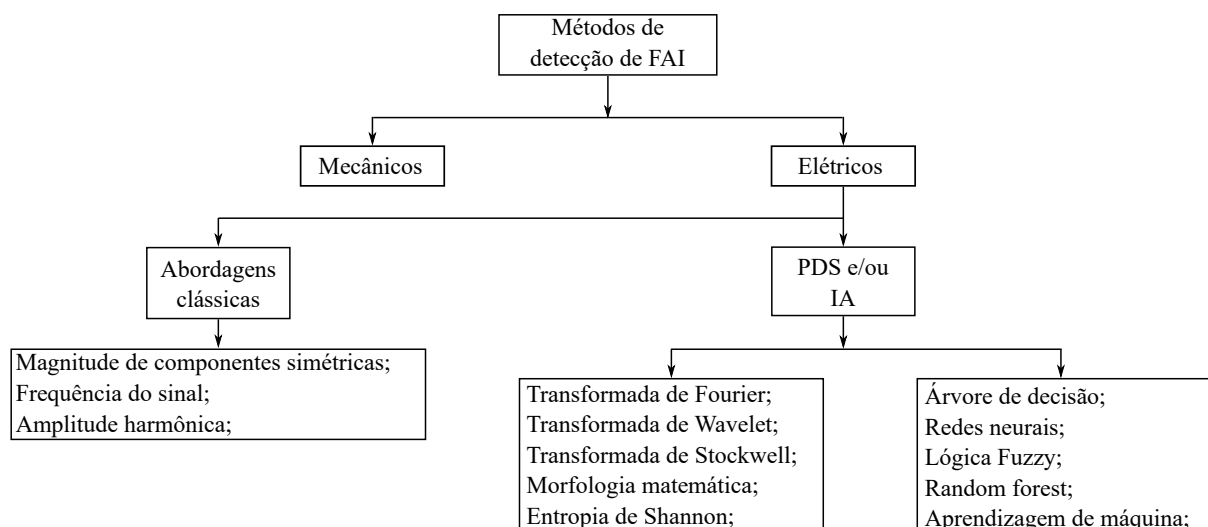 Métodos de
detecção de FAI
Mecânicos
Elétricos
Abordagens
clássicas
PDS e/ou
IA
Magnitude de componentes simétricas;
Frequência do sinal;
Amplitude harmônica;
Transformada de Fourier;
Transformada de Wavelet;
Transformada de Stockwell;
Morfologia matemática;
Entropia de Shannon;
Árvore de decisão;
Redes neurais;
Lógica Fuzzy;
Random forest;
Aprendizagem de máquina;